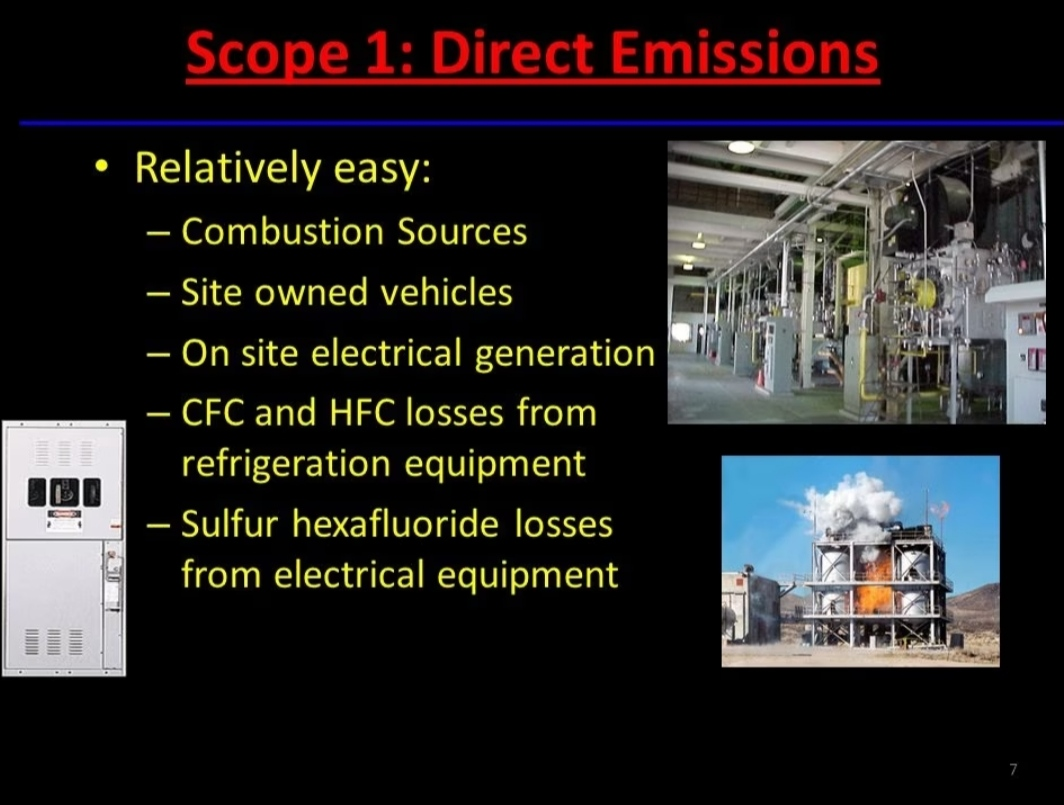 Scope 1: Direct Emissions
• Relatively easy:
– Combustion Sources
– Site owned vehicles
– On site electrical generation
– CFC and HFC losses from
refrigeration equipment
– Sulfur hexafluoride losses
from electrical equipment
7